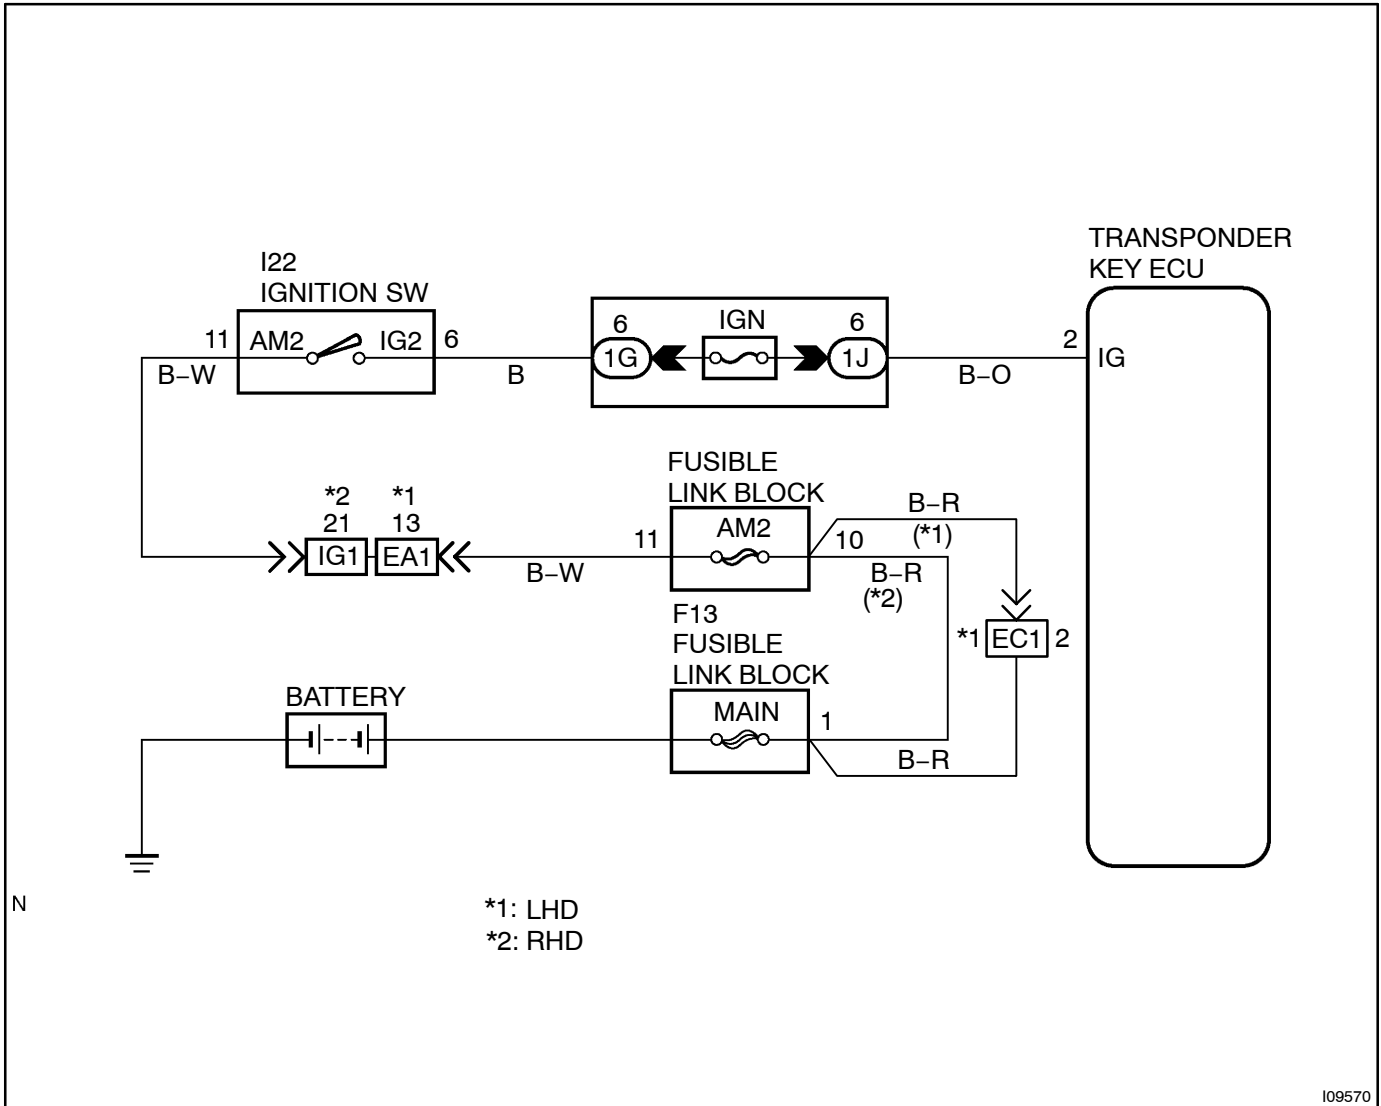 TRANSPONDER
KEY ECU
I22
IGNITION SW
11
AM2
IG2
6
B–W
B
6
IGN
6
1G
1J
B–O
2
IG
FUSIBLE
LINK BLOCK
*2
*1
21
13
IG1
EA1
B–W
11
AM2
10
B–R
(*1)
B–R
(*2)
*1
EC1
2
F13
FUSIBLE
LINK BLOCK
MAIN
1
B–R
BATTERY
N
*1: LHD
*2: RHD
I09570